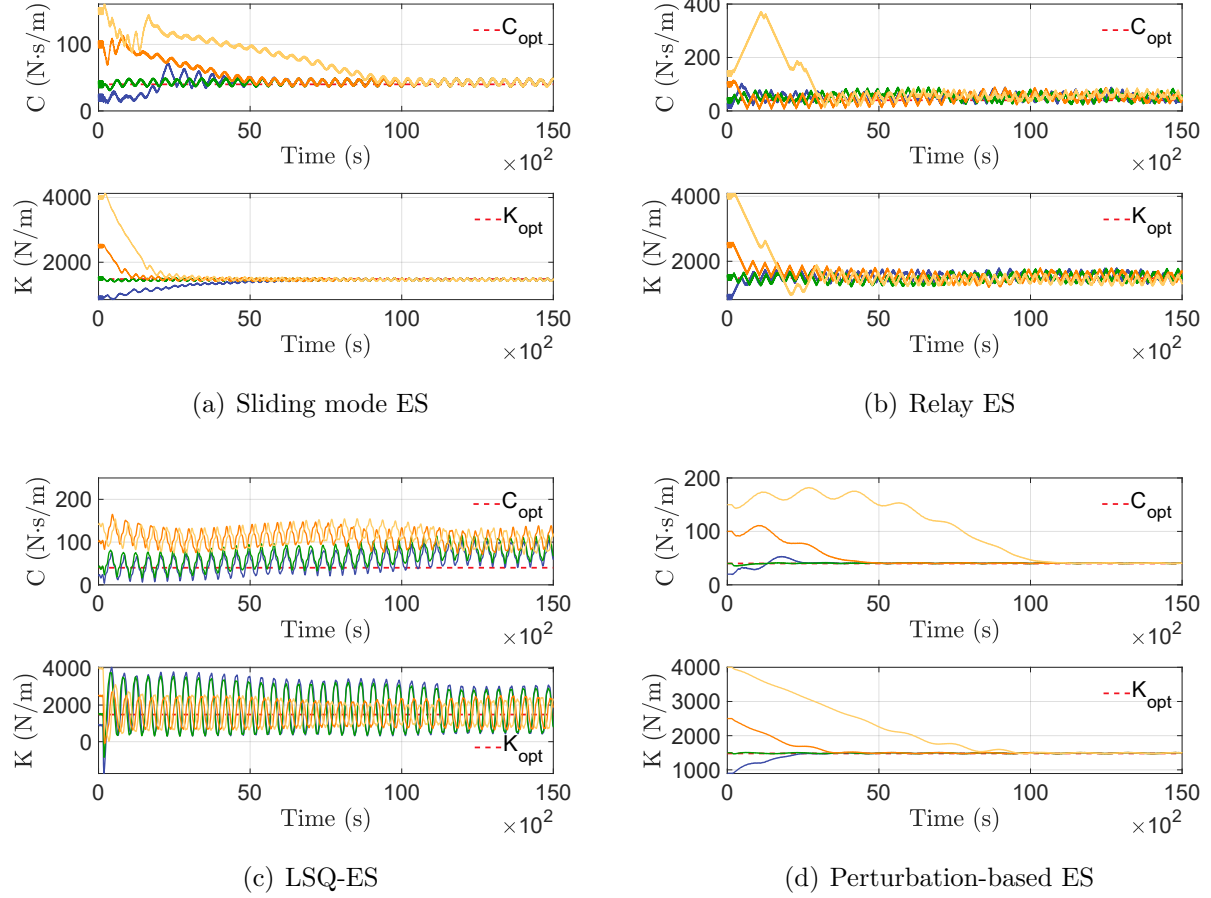 C (N·s/m)
100
0
C_opt
0 50 100 150
Time (s)
×10^2
K (N/m)
4000
2000
K_opt
0 50 100 150
Time (s)
×10^2
(a) Sliding mode ES
C (N·s/m)
400
200
0
C_opt
0 50 100 150
Time (s)
×10^2
K (N/m)
4000
2000
K_opt
0 50 100 150
Time (s)
×10^2
(b) Relay ES
C (N·s/m)
200
100
0
C_opt
0 50 100 150
Time (s)
×10^2
K (N/m)
4000
2000
0
K_opt
0 50 100 150
Time (s)
×10^2
(c) LSQ-ES
C (N·s/m)
200
100
0
C_opt
0 50 100 150
Time (s)
×10^2
K (N/m)
4000
3000
2000
1000
K_opt
0 50 100 150
Time (s)
×10^2
(d) Perturbation-based ES